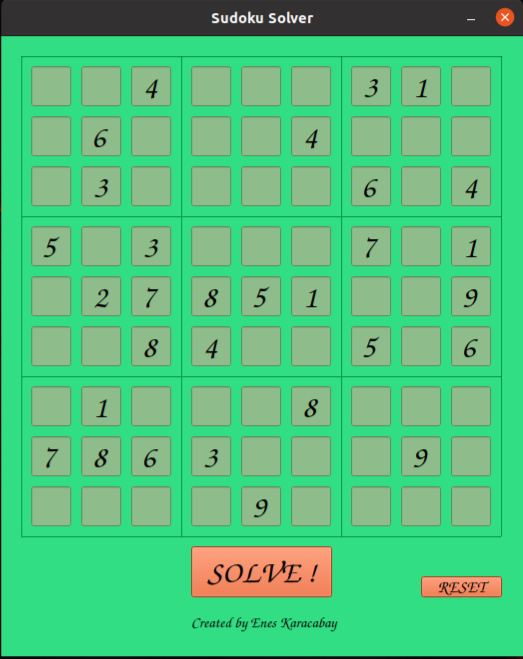 Sudoku Solver
4 3 1
6 4
3 6 4
5 3 7 1
2 7 8 5 1 9
8 4 5 6
1 8
7 8 6 3 9
9
SOLVE !
RESET
Created by Enes Karacabay